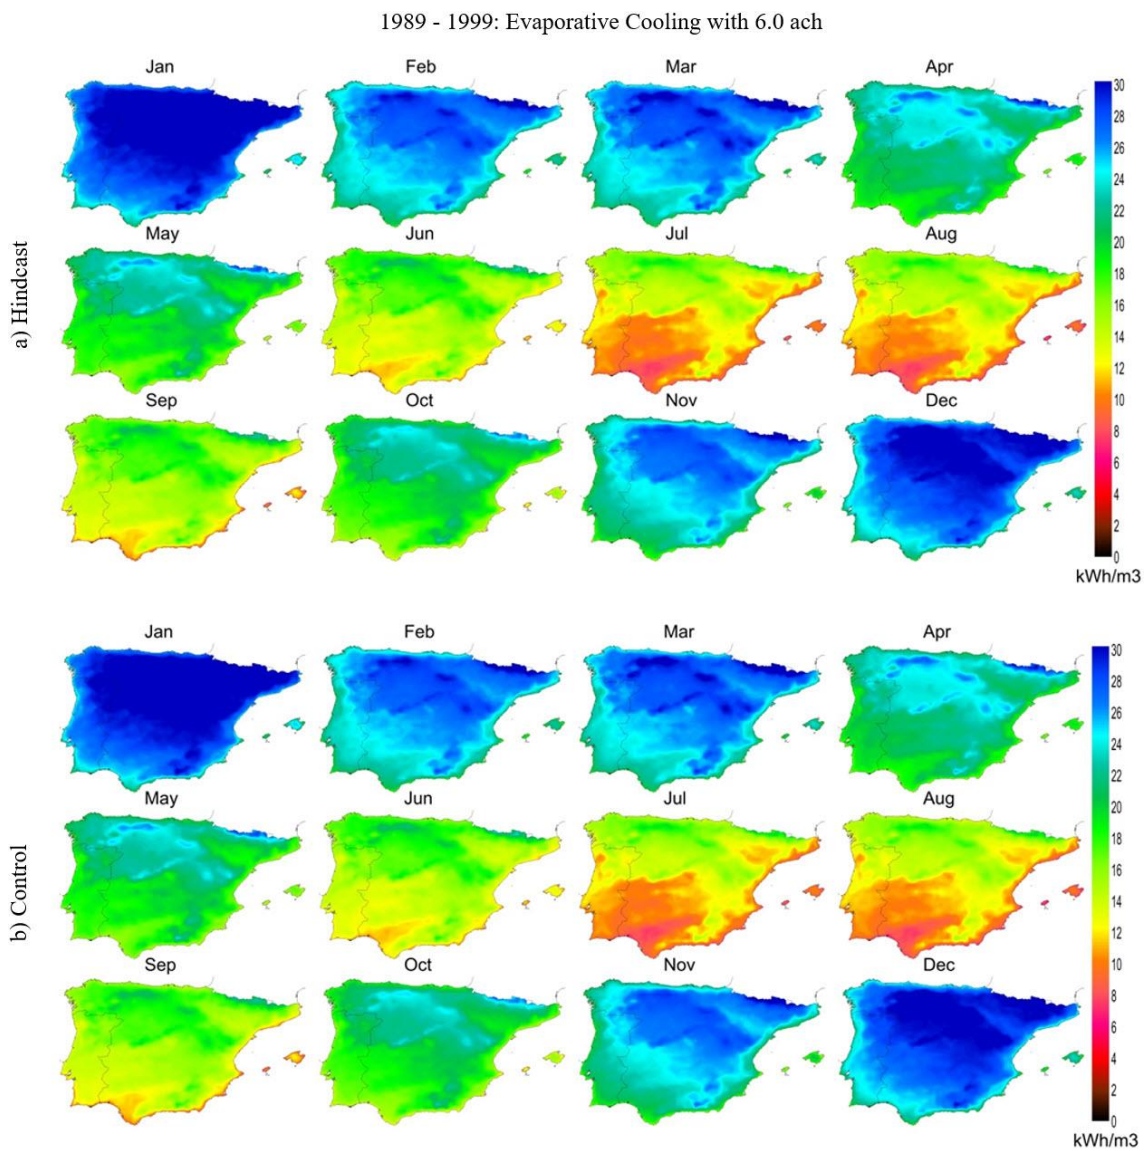 1989 - 1999: Evaporative Cooling with 6.0 ach
a) Hindcast
Jan Feb Mar Apr
May Jun Jul Aug
Sep Oct Nov Dec
30
28
26
24
22
20
18
16
14
12
10
8
6
4
2
0
kWh/m3
b) Control
Jan Feb Mar Apr
May Jun Jul Aug
Sep Oct Nov Dec
30
28
26
24
22
20
18
16
14
12
10
8
6
4
2
0
kWh/m3